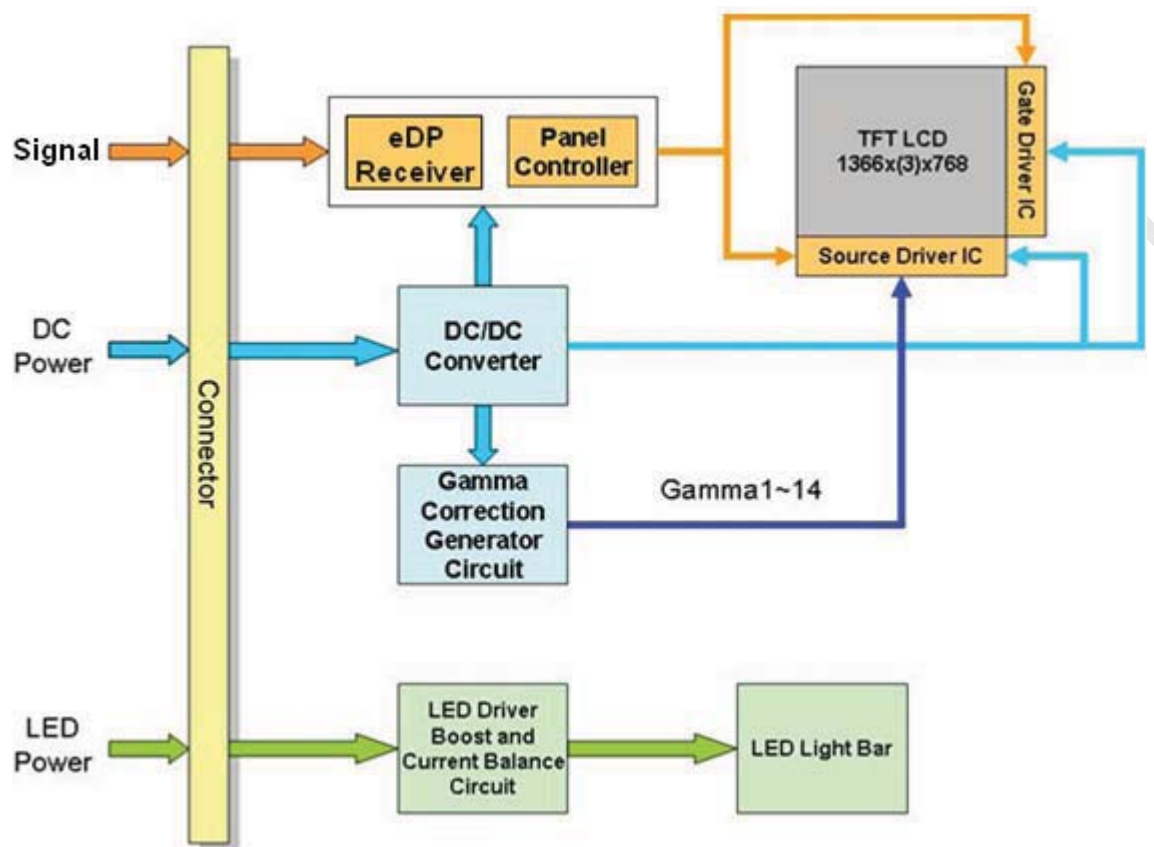 Signal
eDP
Receiver
Panel
Controller
TFT LCD
1366x(3)x768
Gate Driver IC
Source Driver IC
DC
Power
DC/DC
Converter
Connector
Gamma
Correction
Generator
Circuit
Gamma1~14
LED
Power
LED Driver
Boost and
Current Balance
Circuit
LED Light Bar